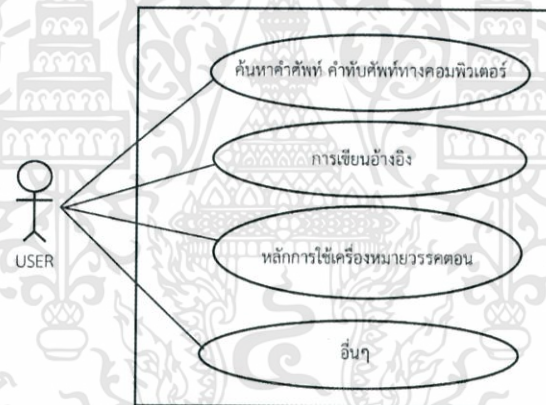 ค้นหาคำศัพท์ คำทับศัพท์ทางคอมพิวเตอร์
การเขียนอ้างอิง
หลักการใช้เครื่องหมายวรรคตอน
อื่นๆ
USER